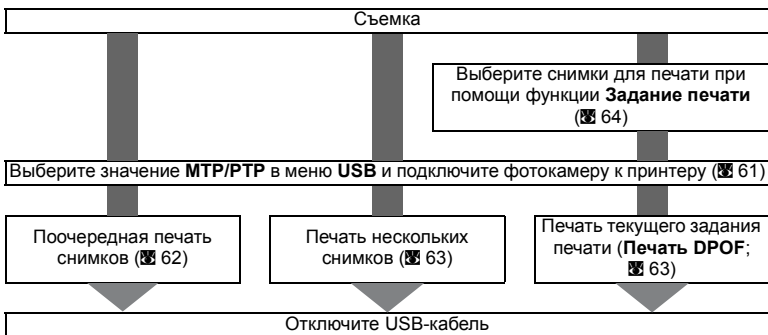 Съемка
Выберите снимки для печати при
помощи функции Задание печати
(64)
Выберите значение MTP/PTP в меню USB и подключите фотокамеру к принтеру (61)
Поочередная печать
снимков (62)
Печать нескольких
снимков (63)
Печать текущего задания
печати (Печать DPOF;
63)
Отключите USB-кабель